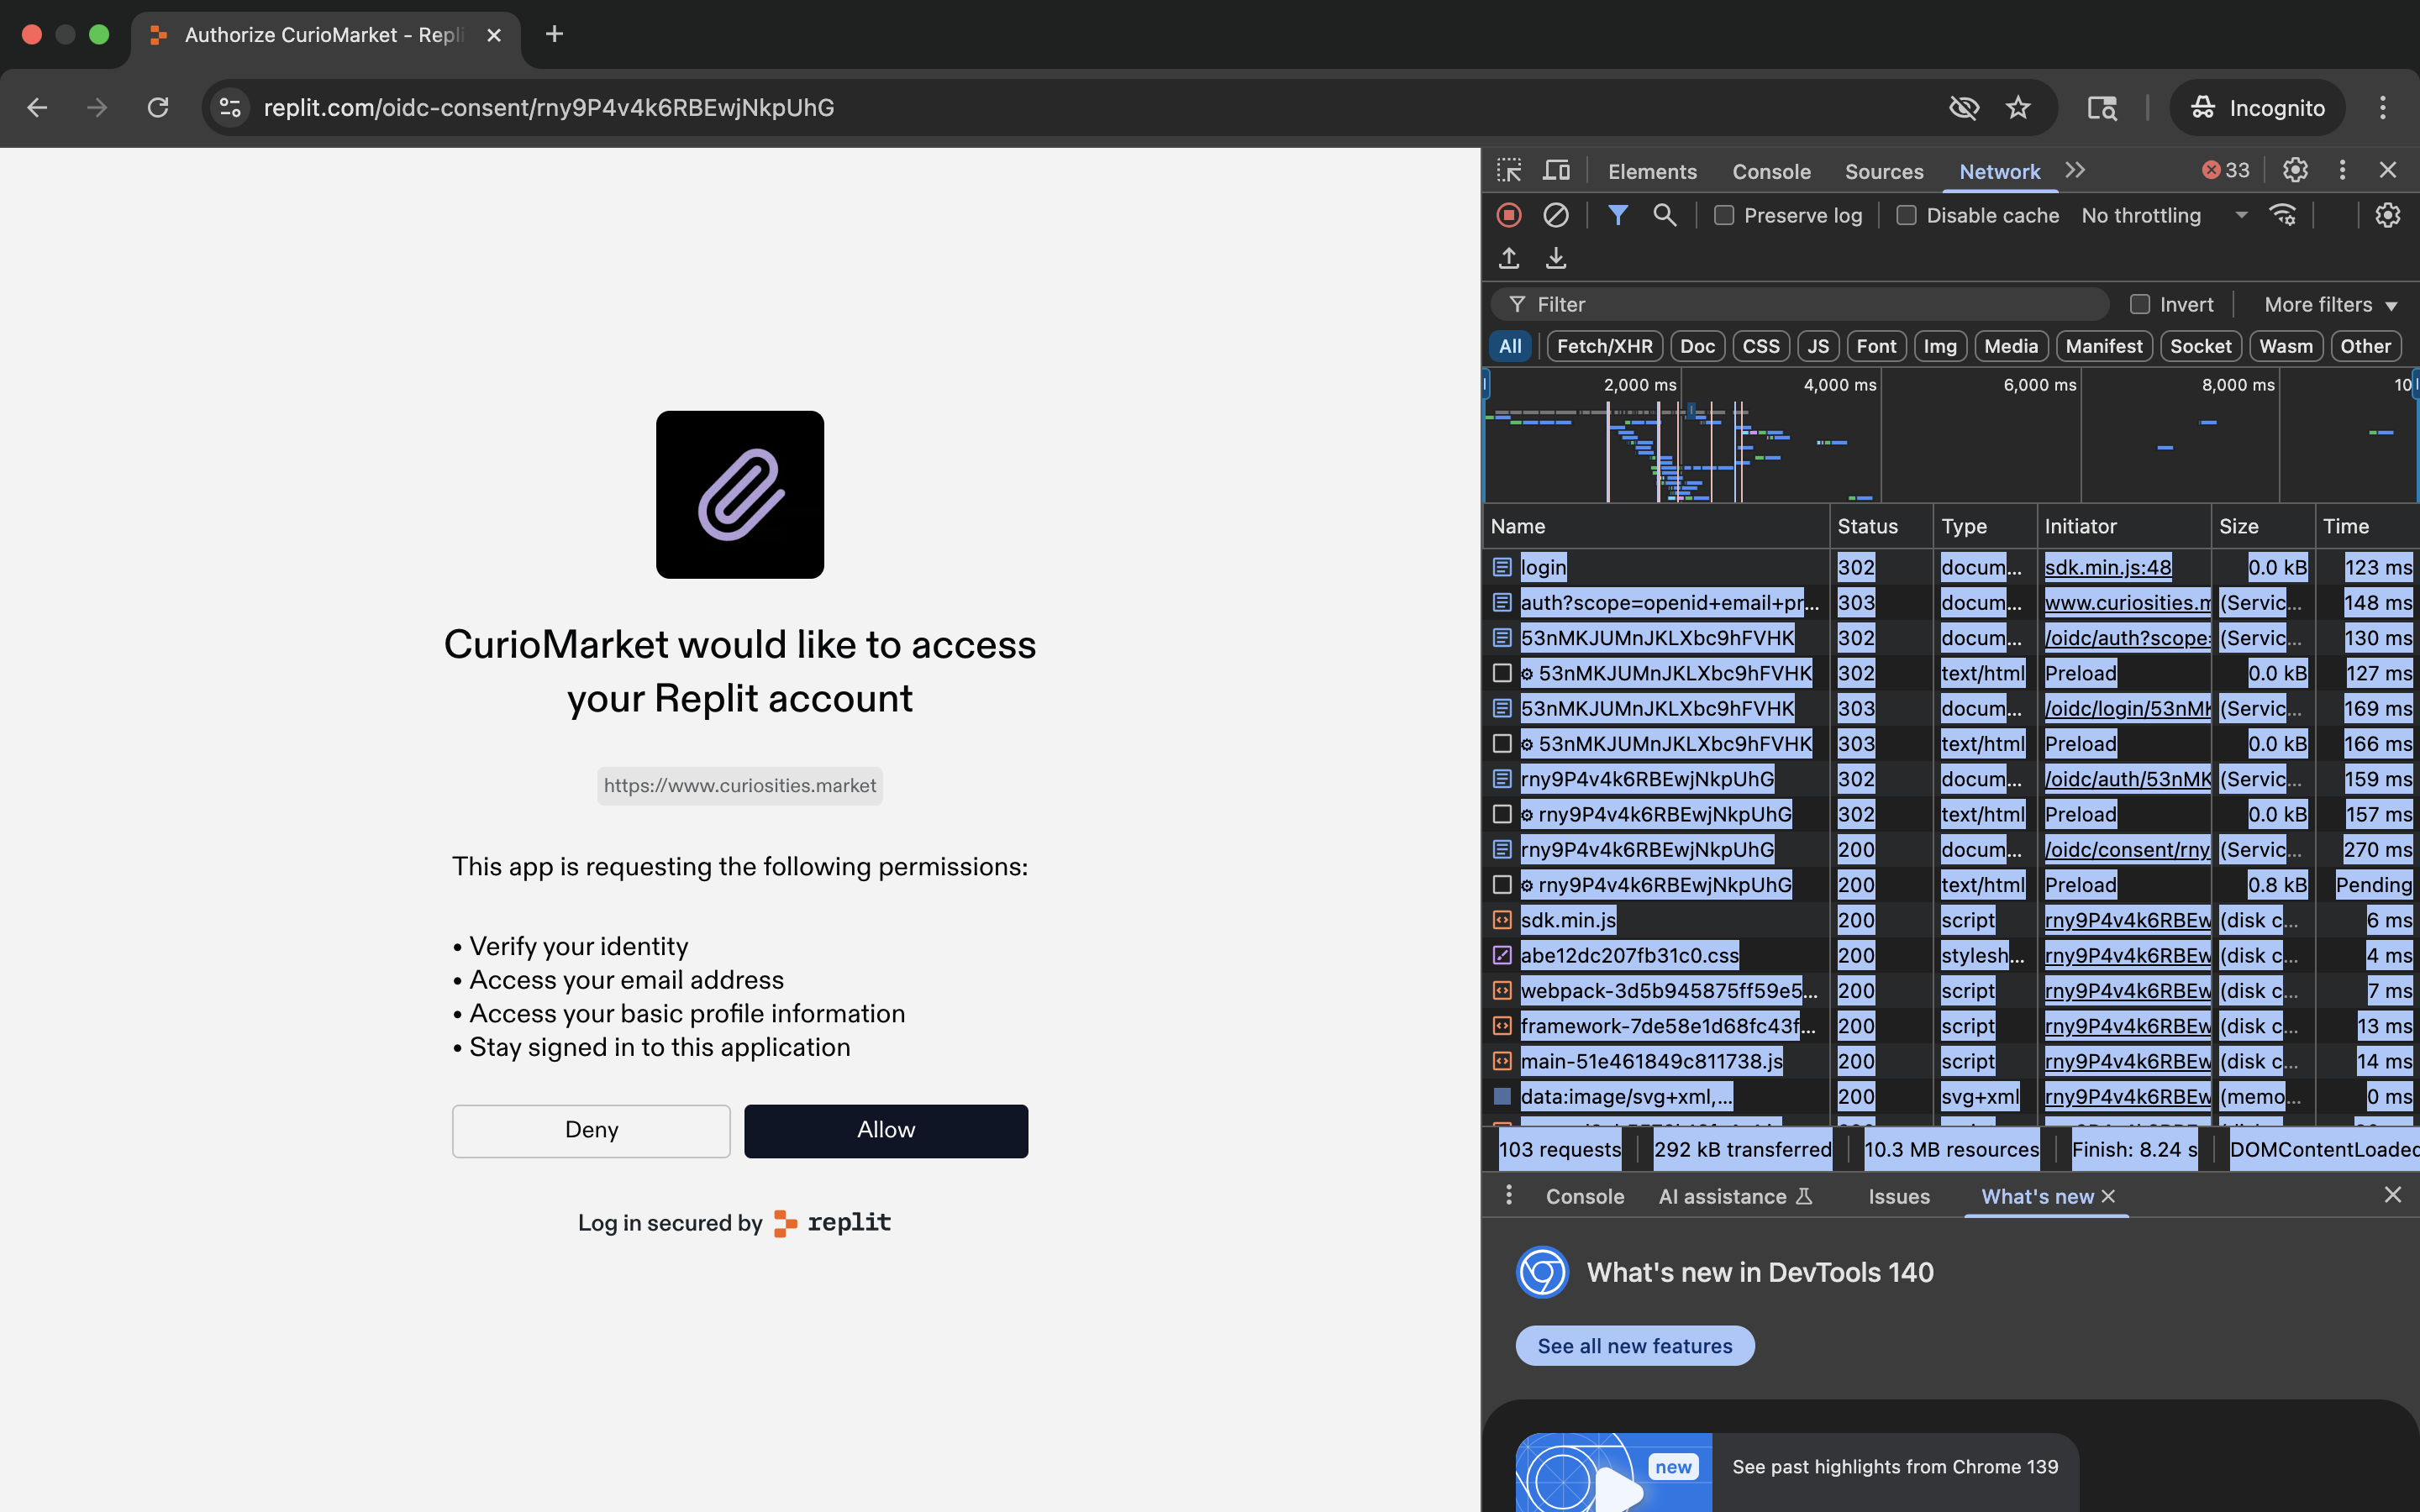 Authorize CurioMarket - Repli
replit.com/oidc-consent/rny9P4v4k6RBEwjNkpUhG
Incognito
CurioMarket would like to access
your Replit account
https://www.curiosities.market
This app is requesting the following permissions:
• Verify your identity
• Access your email address
• Access your basic profile information
• Stay signed in to this application
Deny
Allow
Log in secured by replit
Elements Console Sources Network 33
Preserve log Disable cache No throttling
Filter Invert More filters
All Fetch/XHR Doc CSS JS Font Img Media Manifest Socket Wasm Other
2,000 ms 4,000 ms 6,000 ms 8,000 ms 10
Name Status Type Initiator Size Time
login 302 docum... sdk.min.js:48 0.0 kB 123 ms
auth?scope=openid+email+pr... 303 docum... www.curiosities.m (Servic... 148 ms
53nMKJUMnJKLXbc9hFVHK 302 docum... /oidc/auth?scope= (Servic... 130 ms
53nMKJUMnJKLXbc9hFVHK 302 text/html Preload 0.0 kB 127 ms
53nMKJUMnJKLXbc9hFVHK 303 docum... /oidc/login/53nMK (Servic... 169 ms
53nMKJUMnJKLXbc9hFVHK 303 text/html Preload 0.0 kB 166 ms
rny9P4v4k6RBEwjNkpUhG 302 docum... /oidc/auth/53nMK (Servic... 159 ms
rny9P4v4k6RBEwjNkpUhG 302 text/html Preload 0.0 kB 157 ms
rny9P4v4k6RBEwjNkpUhG 200 docum... /oidc/consent/rny (Servic... 270 ms
rny9P4v4k6RBEwjNkpUhG 200 text/html Preload 0.8 kB Pending
sdk.min.js 200 script rny9P4v4k6RBEw (disk c... 6 ms
abe12dc207fb31c0.css 200 stylesh... rny9P4v4k6RBEw (disk c... 4 ms
webpack-3d5b945875ff59e5... 200 script rny9P4v4k6RBEw (disk c... 7 ms
framework-7de58e1d68fc43f... 200 script rny9P4v4k6RBEw (disk c... 13 ms
main-51e461849c811738.js 200 script rny9P4v4k6RBEw (disk c... 14 ms
data:image/svg+xml,... 200 svg+xml rny9P4v4k6RBEw (memo... 0 ms
103 requests 292 kB transferred 10.3 MB resources Finish: 8.24 s DOMContentLoaded
Console AI assistance Issues What's new
What's new in DevTools 140
See all new features
new
See past highlights from Chrome 139